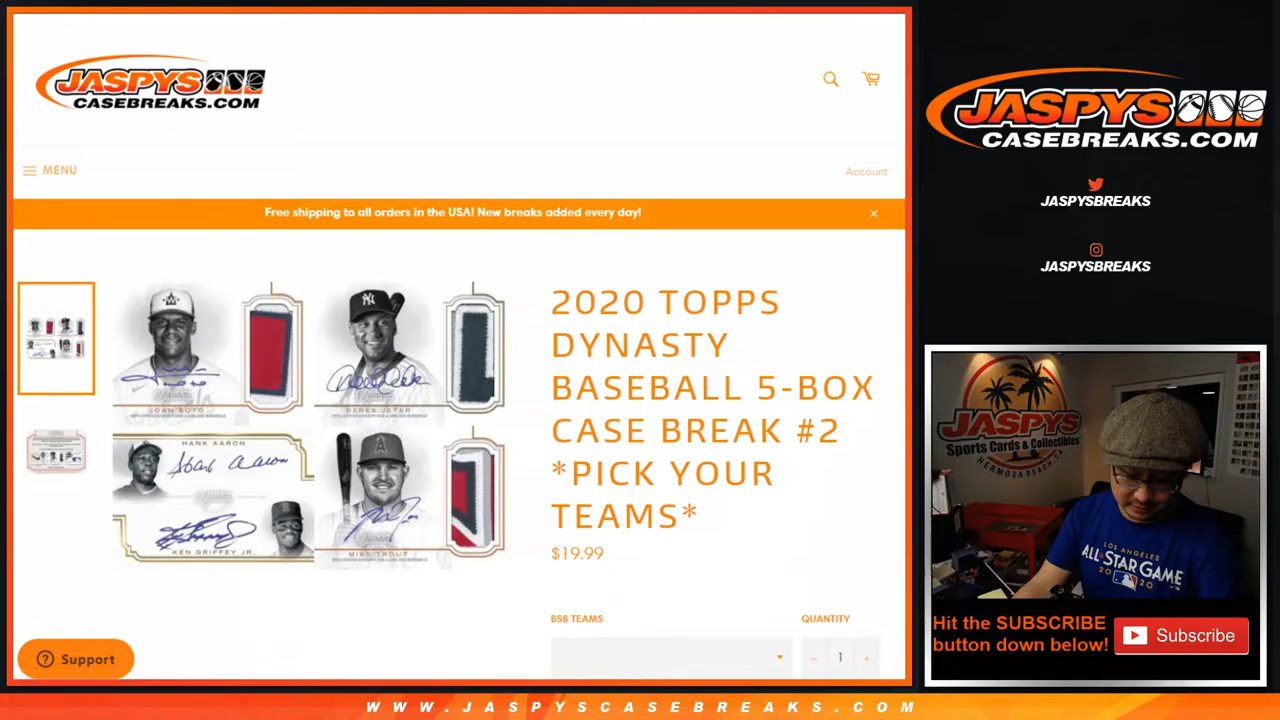 JASPYS
CASEBREAKS.COM
MENU
Account
Free shipping to all orders in the USA! New breaks added every day!
×
JUAN SOTO
DEREK JETER
HANK AARON
KEN GRIFFEY JR.
MIKE TROUT
2020 TOPPS
DYNASTY
BASEBALL 5-BOX
CASE BREAK #2
*PICK YOUR
TEAMS*
$19.99
BSB TEAMS
QUANTITY
− 1 +
Support
JASPYS
CASEBREAKS.COM
JASPYSBREAKS
JASPYSBREAKS
JASPYS
Sports Cards & Collectibles
HERMOSA BEACH, CA
LOS ANGELES
ALL-STAR GAME
2020
Hit the SUBSCRIBE
button down below!
Subscribe
WWW.JASPYSCASEBREAKS.COM